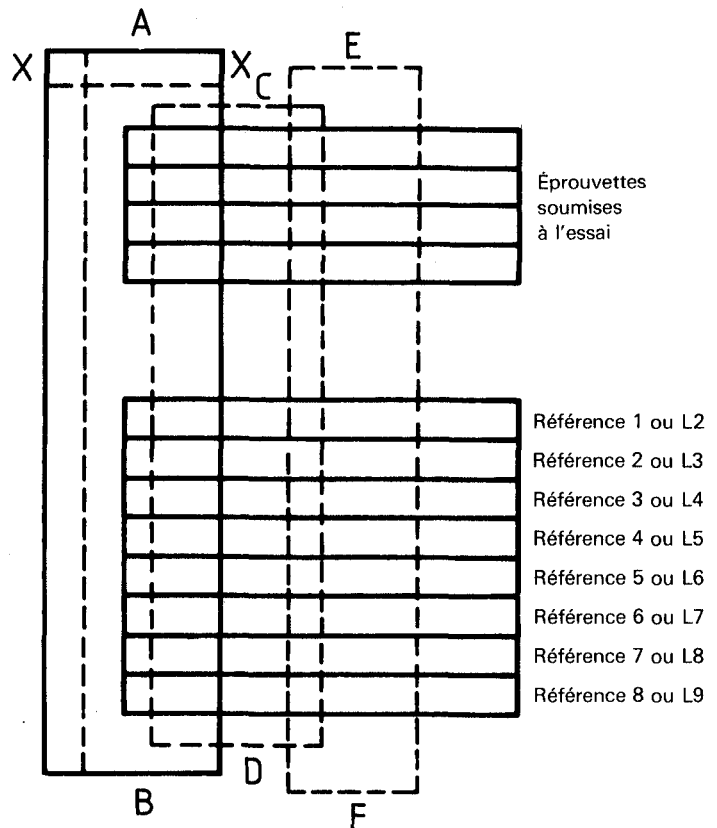 A
X
X
C
E
Éprouvettes
soumises
à l'essai
Référence 1 ou L2
Référence 2 ou L3
Référence 3 ou L4
Référence 4 ou L5
Référence 5 ou L6
Référence 6 ou L7
Référence 7 ou L8
Référence 8 ou L9
D
B
F